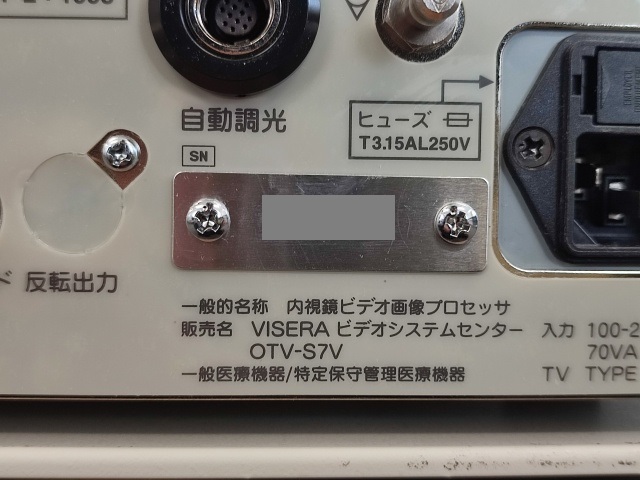 自動調光
ヒューズ
T3.15AL250V
SN
反転出力
一般的名称 内視鏡ビデオ画像プロセッサ
販売名 VISERA ビデオシステムセンター
OTV-S7V
一般医療機器/特定保守管理医療機器
入力 100-2
70VA
TV TYPE